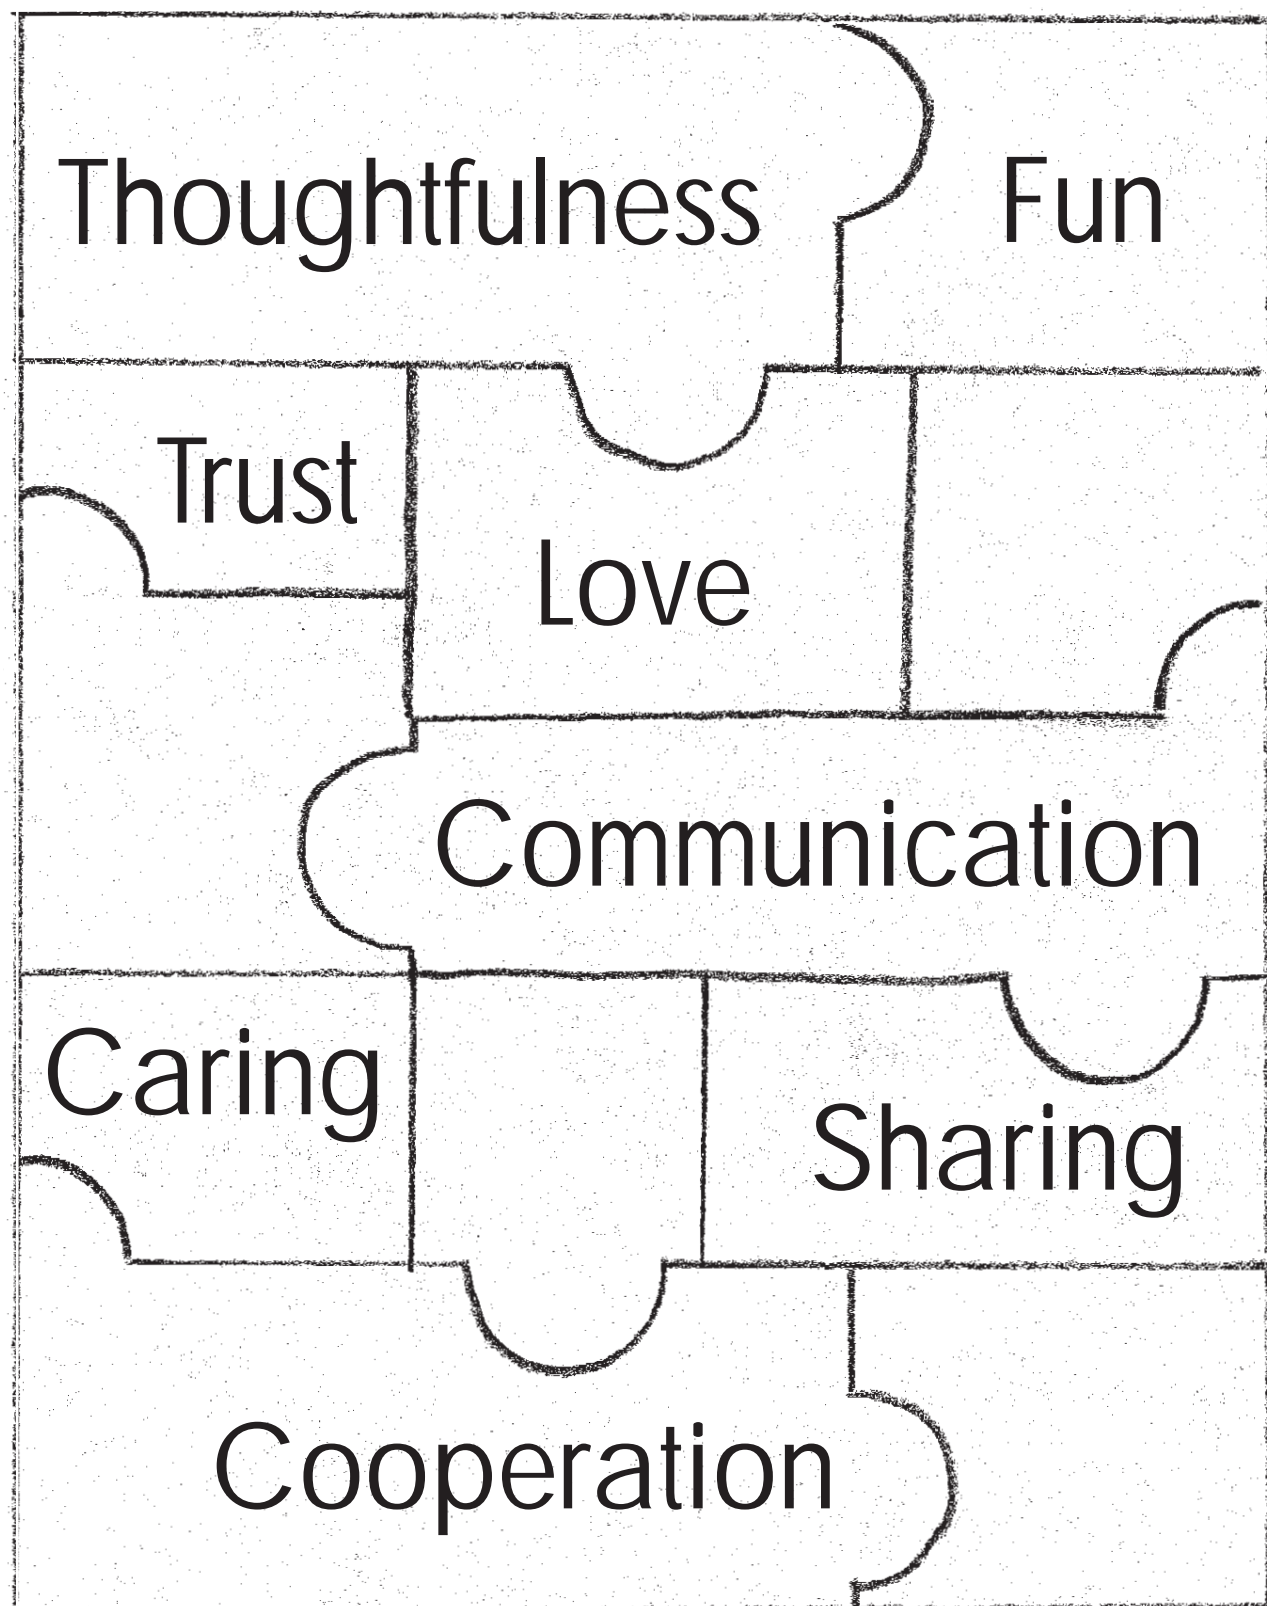 Thoughtfulness
Fun
Trust
Love
Communication
Caring
Sharing
Cooperation